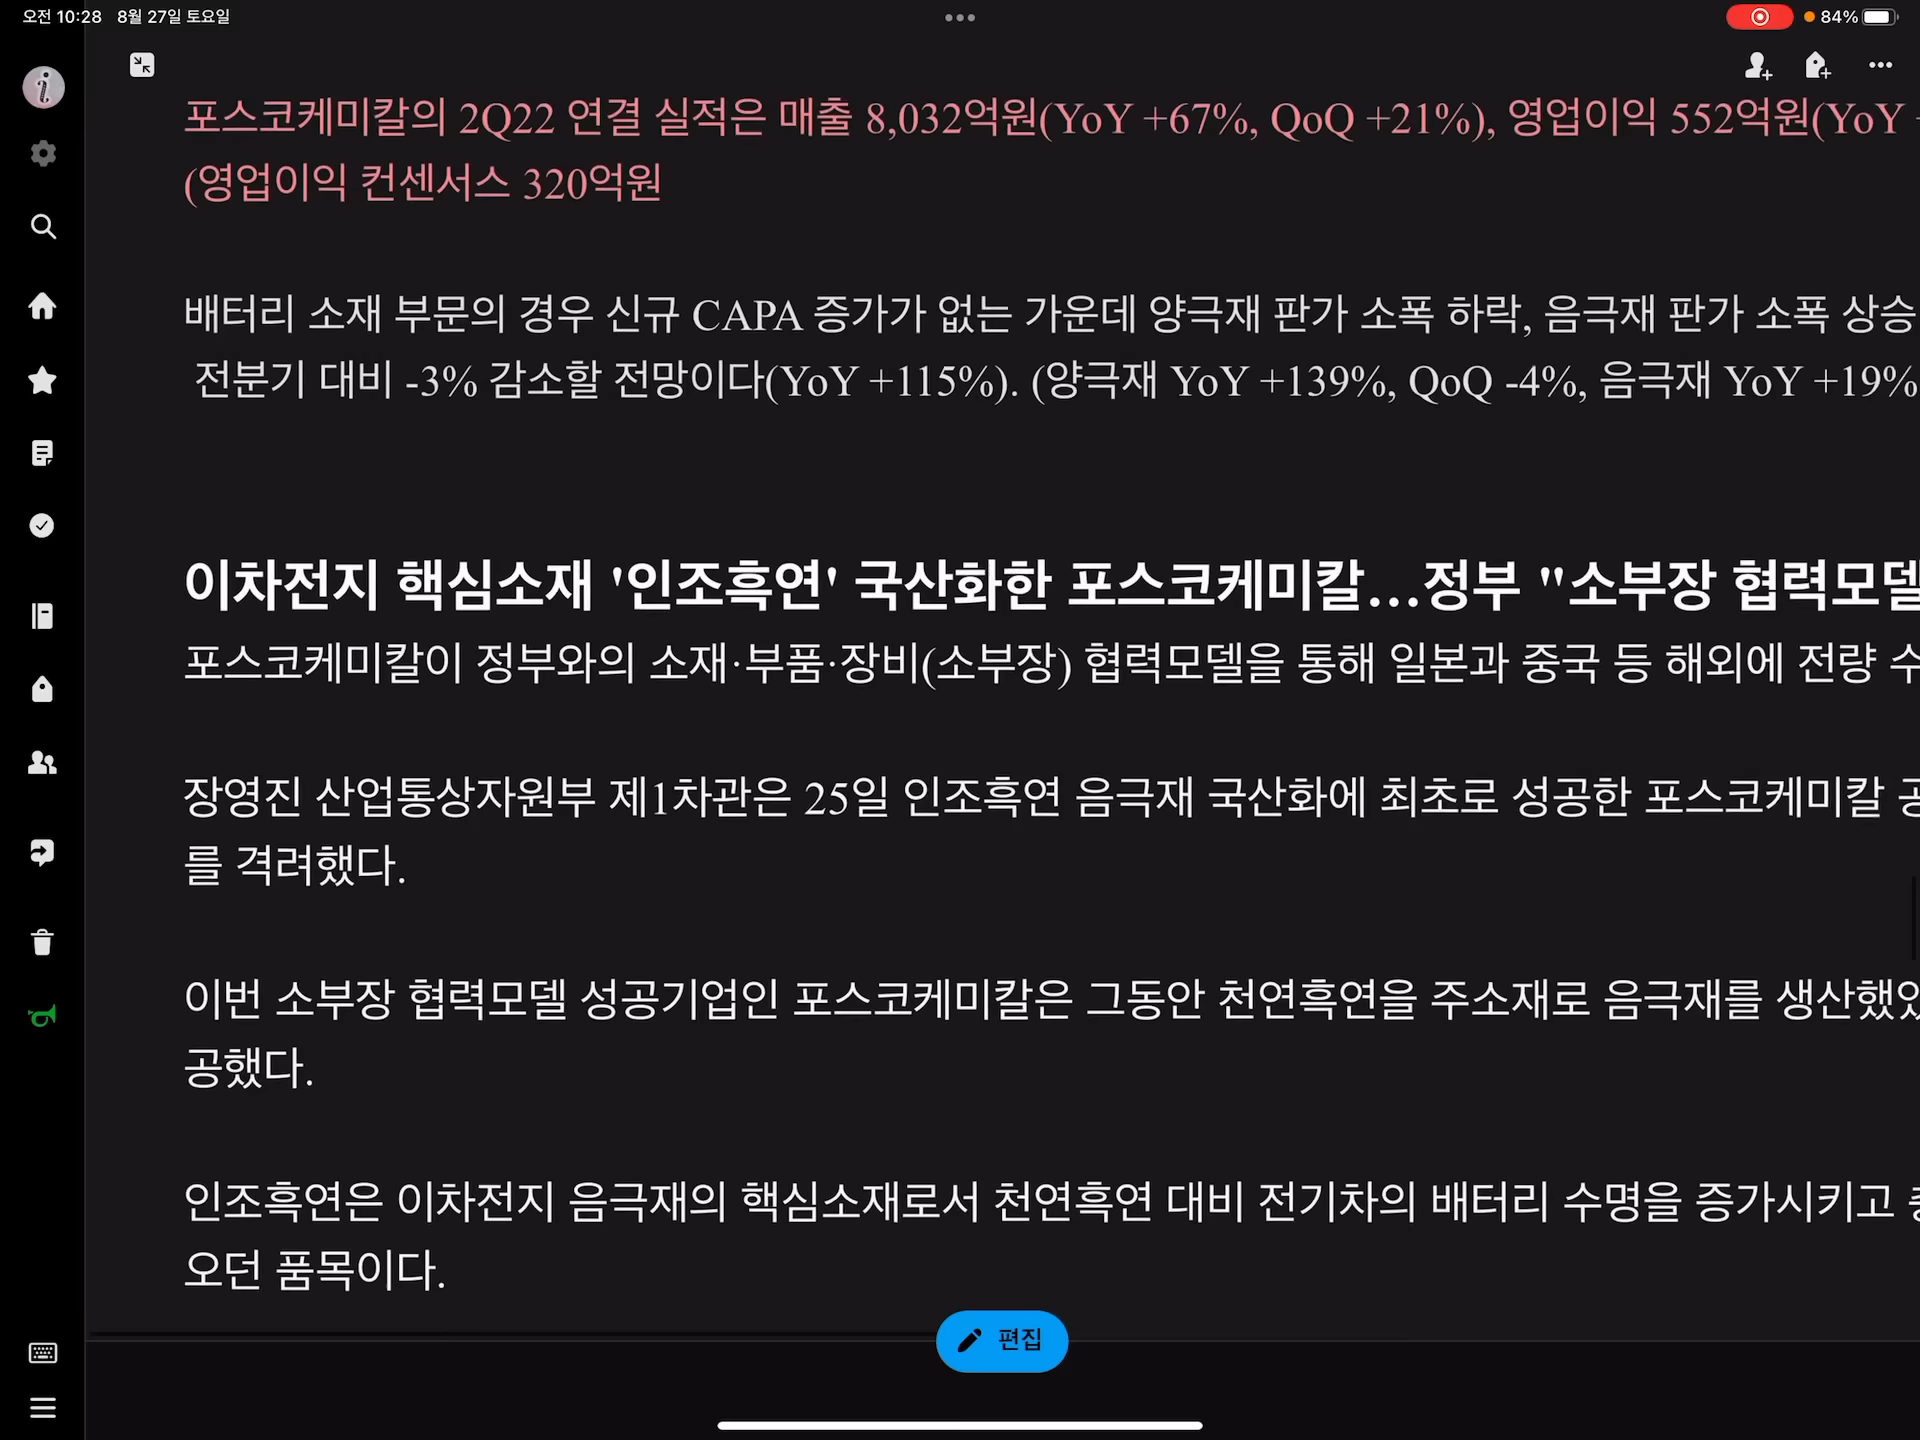 오전 10:28 8월 27일 토요일
84%
포스코케미칼의 2Q22 연결 실적은 매출 8,032억원(YoY +67%, QoQ +21%), 영업이익 552억원(YoY
(영업이익 컨센서스 320억원
배터리 소재 부문의 경우 신규 CAPA 증가가 없는 가운데 양극재 판가 소폭 하락, 음극재 판가 소폭 상승
전분기 대비 -3% 감소할 전망이다(YoY +115%). (양극재 YoY +139%, QoQ -4%, 음극재 YoY +19%
이차전지 핵심소재 '인조흑연' 국산화한 포스코케미칼...정부 "소부장 협력모델
포스코케미칼이 정부와의 소재·부품·장비(소부장) 협력모델을 통해 일본과 중국 등 해외에 전량 수
장영진 산업통상자원부 제1차관은 25일 인조흑연 음극재 국산화에 최초로 성공한 포스코케미칼 공
를 격려했다.
이번 소부장 협력모델 성공기업인 포스코케미칼은 그동안 천연흑연을 주소재로 음극재를 생산했
공했다.
인조흑연은 이차전지 음극재의 핵심소재로서 천연흑연 대비 전기차의 배터리 수명을 증가시키고
오던 품목이다.
편집